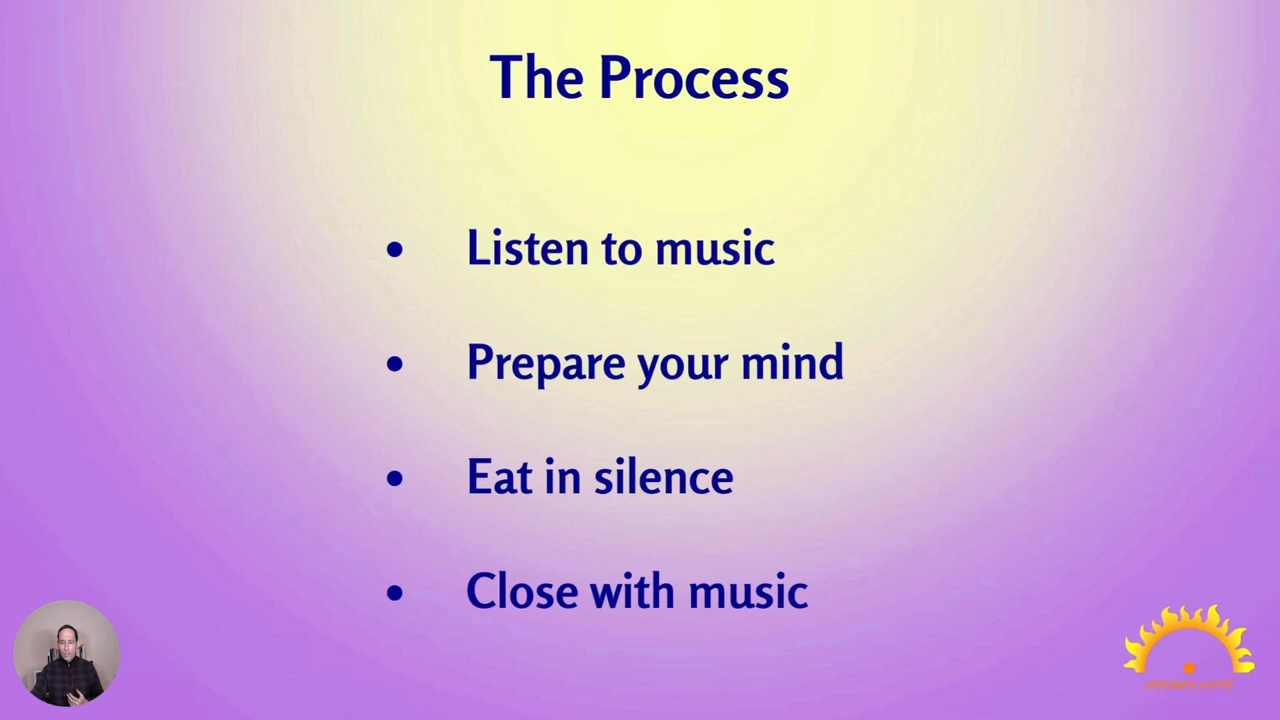 The Process
• Listen to music
• Prepare your mind
• Eat in silence
• Close with music